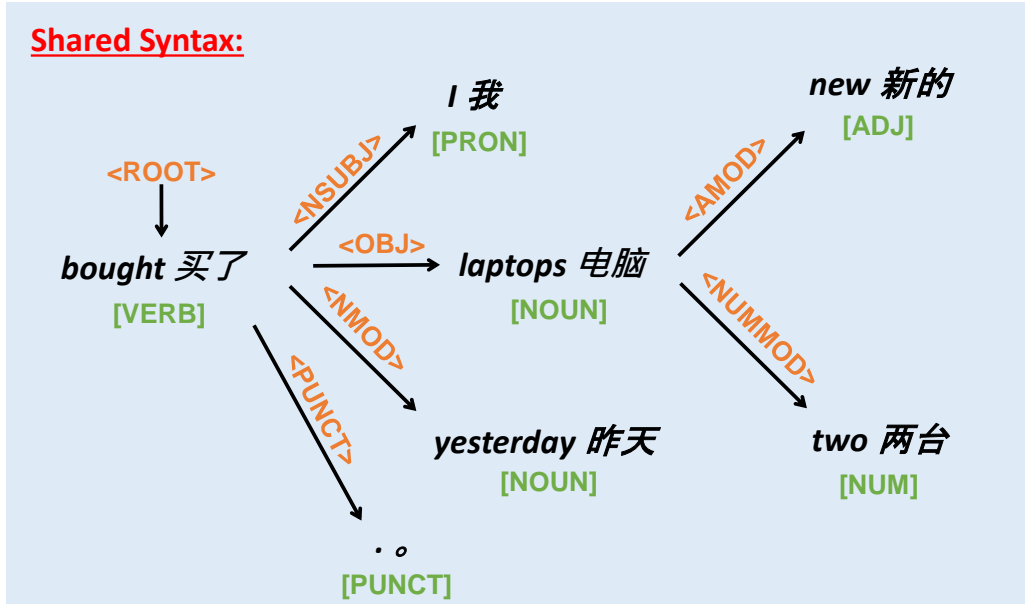 Shared Syntax:
I 我
[PRON]
new 新的
[ADJ]
<ROOT>
<NSUBJ>
<AMOD>
bought 买了
[VERB]
<OBJ>
laptops 电脑
[NOUN]
<NMOD>
<NUMMOD>
<PUNCT>
yesterday 昨天
[NOUN]
two 两台
[NUM]
. 。
[PUNCT]